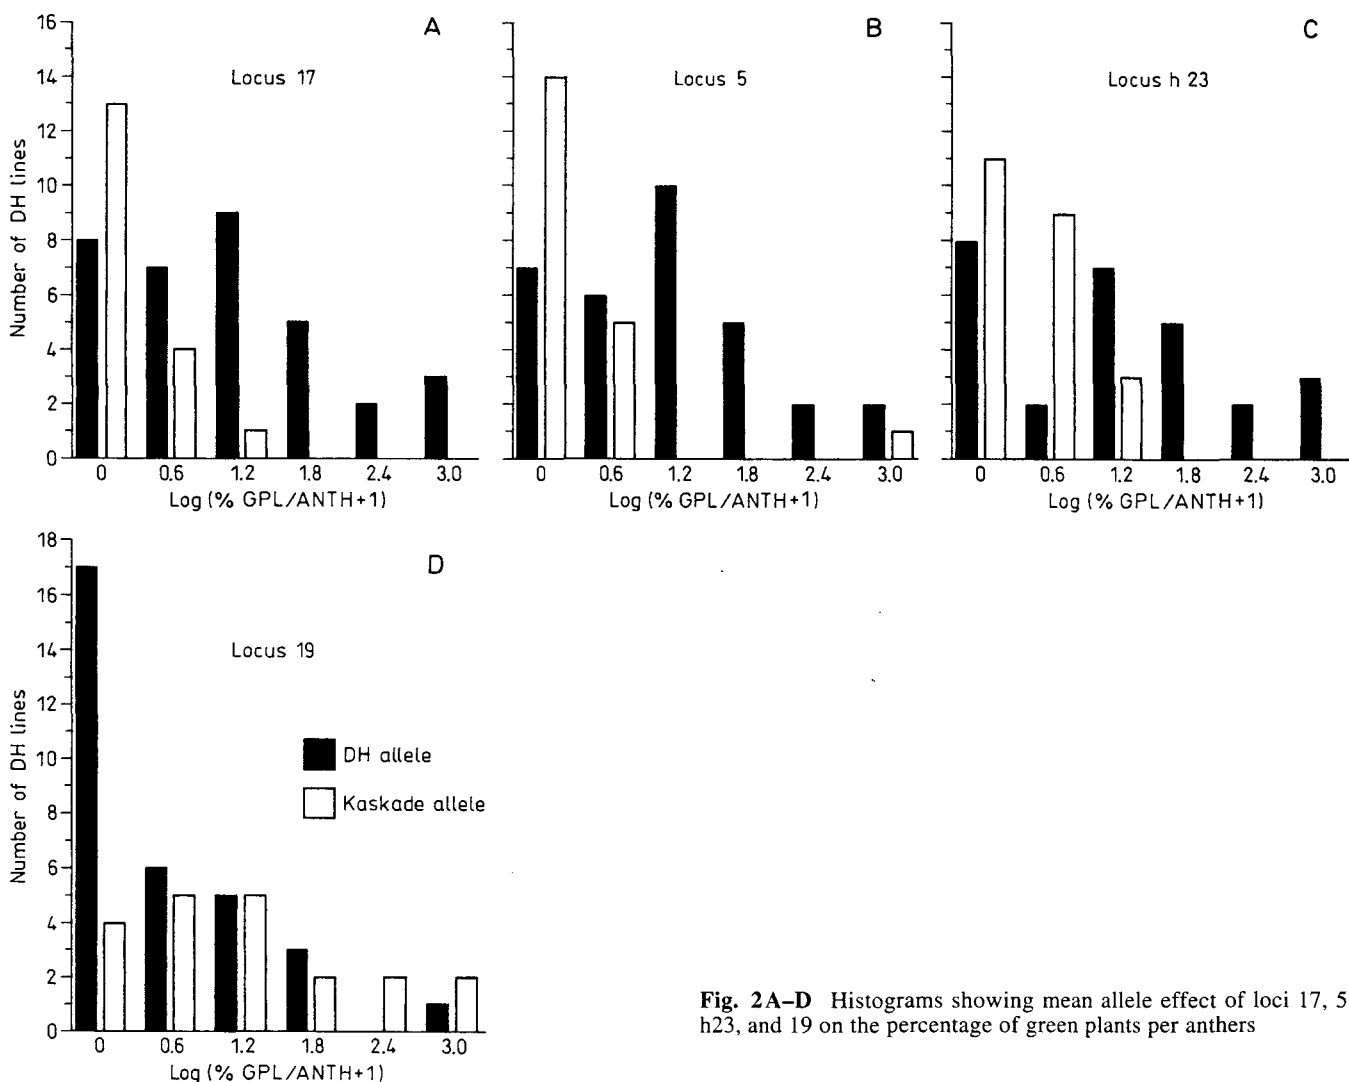 A
Locus 17
Number of DH lines
16
14
12
10
8
6
4
2
0
0 0.6 1.2 1.8 2.4 3.0
Log (% GPL/ANTH+1)
B
Locus 5
0 0.6 1.2 1.8 2.4 3.0
Log (% GPL/ANTH+1)
C
Locus h 23
0 0.6 1.2 1.8 2.4 3.0
Log (% GPL/ANTH+1)
D
Locus 19
Number of DH lines
18
16
14
12
10
8
6
4
2
0
0 0.6 1.2 1.8 2.4 3.0
Log (% GPL/ANTH+1)
DH allele
Kaskade allele
Fig. 2A–D Histograms showing mean allele effect of loci 17, 5
h23, and 19 on the percentage of green plants per anthers